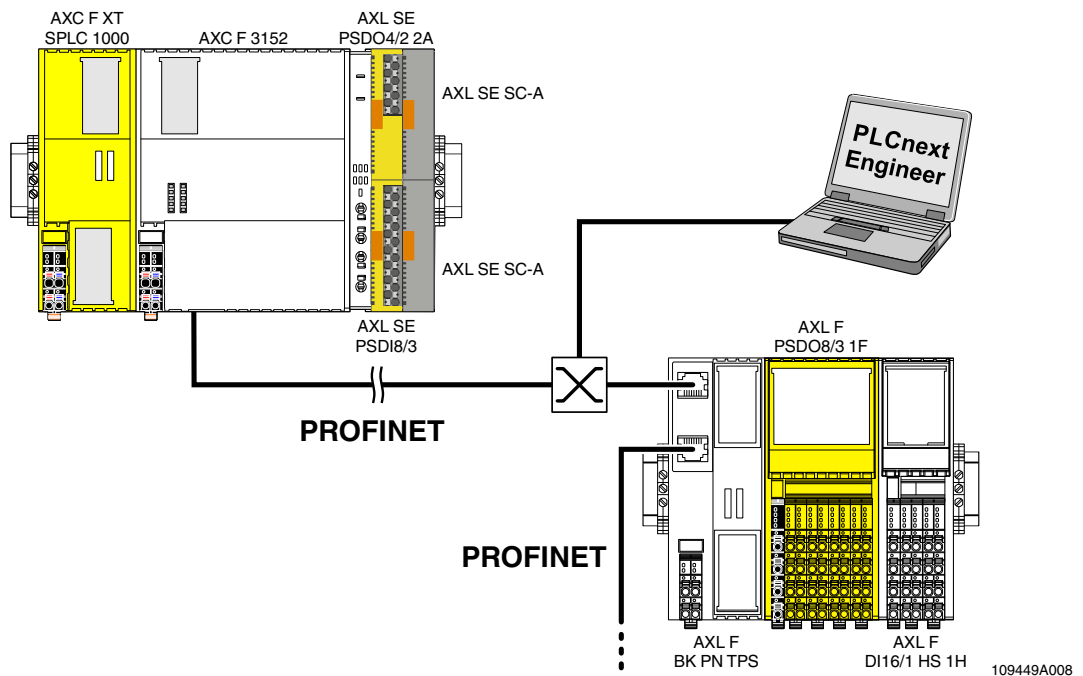 AXC F XT
SPLC 1000
AXC F 3152
AXL SE
PSDO4/2 2A
AXL SE SC-A
AXL SE SC-A
AXL SE
PSDI8/3
PLCnext
Engineer
PROFINET
AXL F
PSDO8/3 1F
PROFINET
AXL F
BK PN TPS
AXL F
DI16/1 HS 1H
109449A008